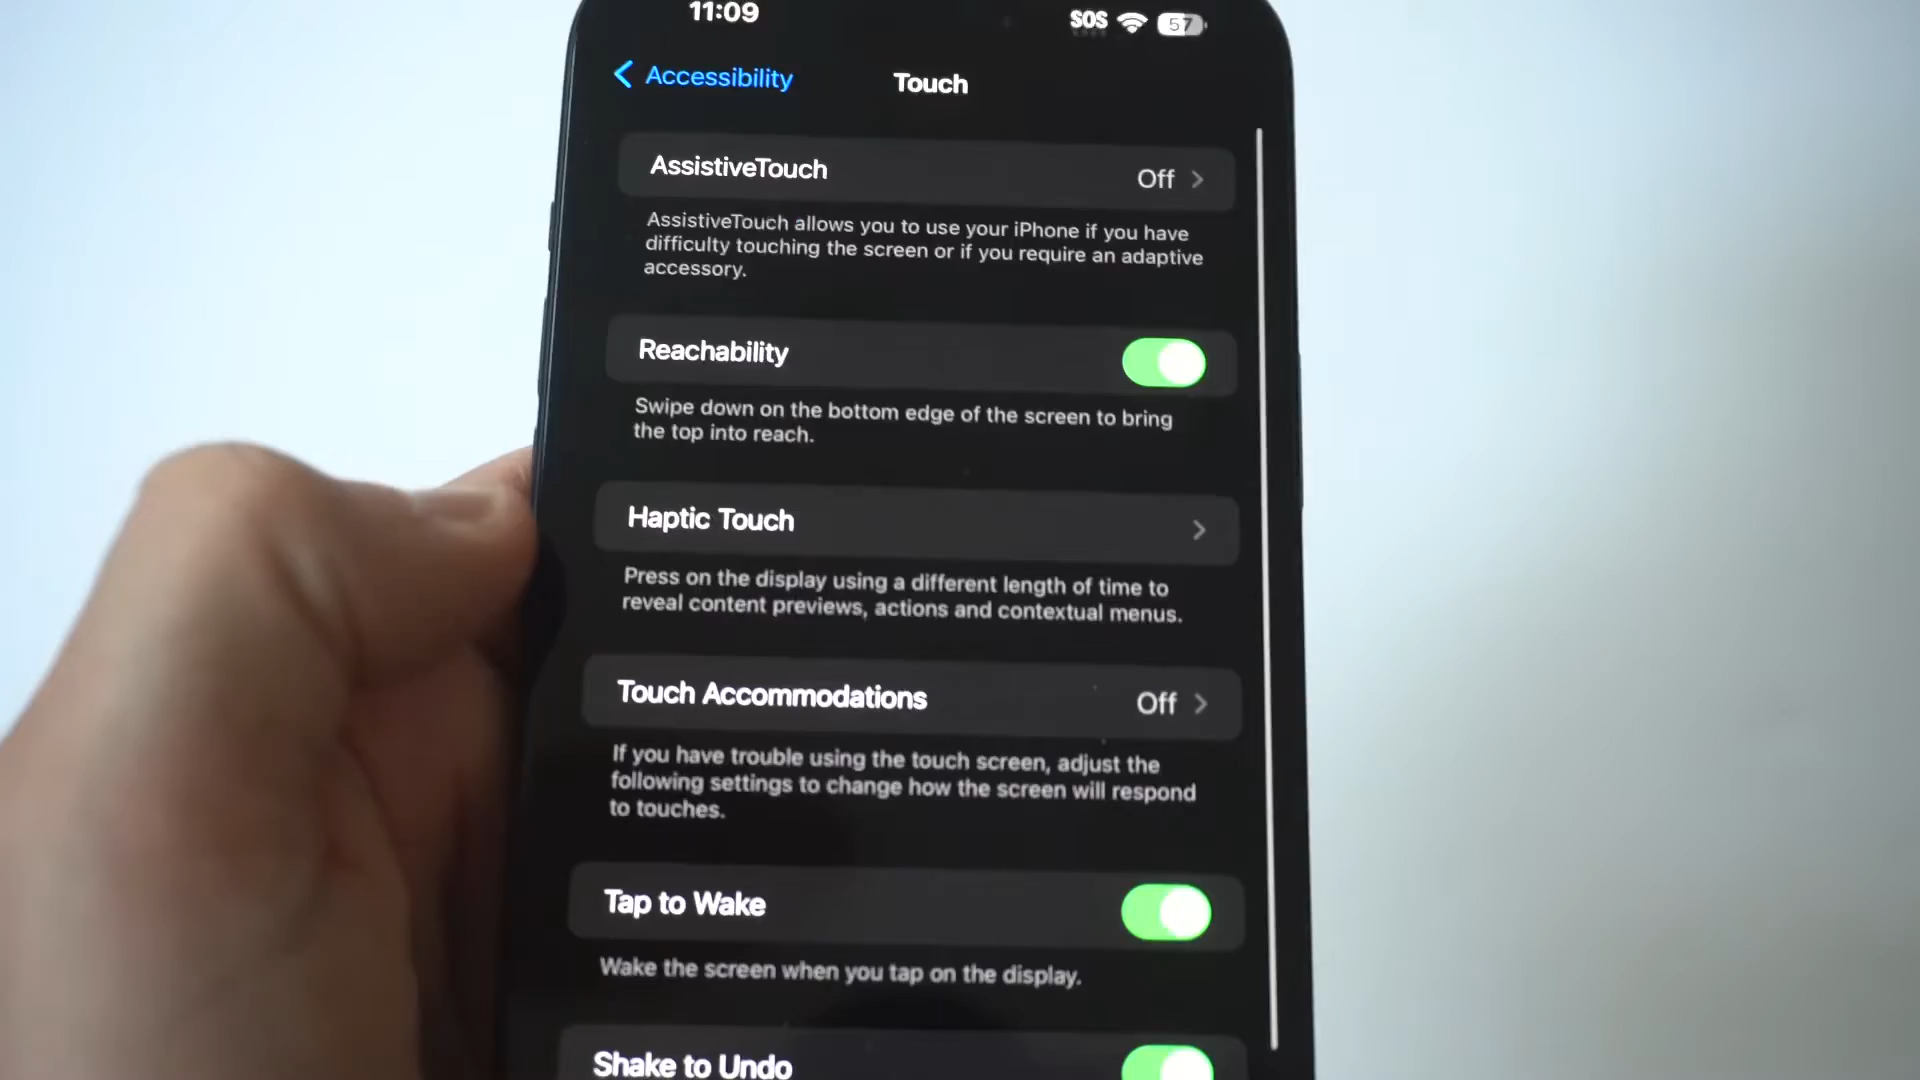 11:09
SOS
57
Accessibility
Touch
AssistiveTouch
Off
AssistiveTouch allows you to use your iPhone if you have
difficulty touching the screen or if you require an adaptive
accessory.
Reachability
Swipe down on the bottom edge of the screen to bring
the top into reach.
Haptic Touch
Press on the display using a different length of time to
reveal content previews, actions and contextual menus.
Touch Accommodations
Off
If you have trouble using the touch screen, adjust the
following settings to change how the screen will respond
to touches.
Tap to Wake
Wake the screen when you tap on the display.
Shake to Undo